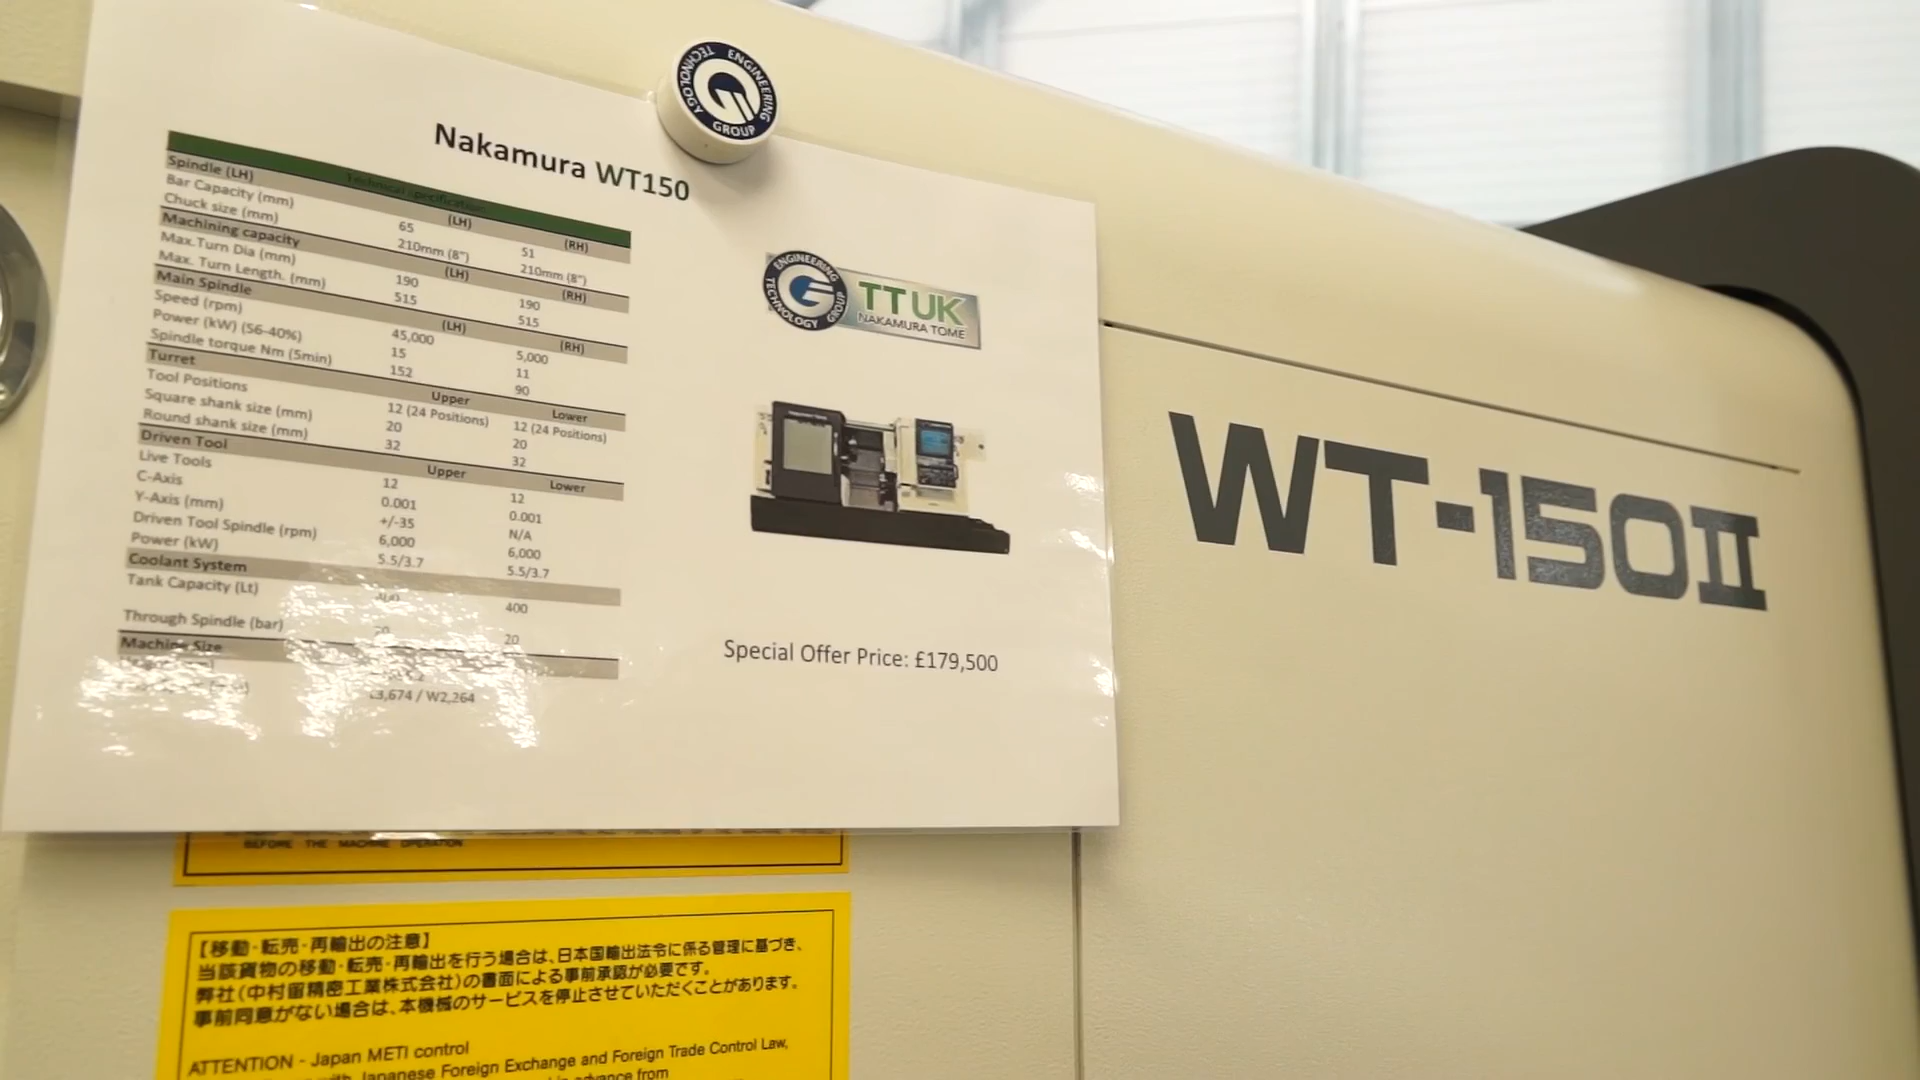 ENGINEERING TECHNOLOGY GROUP
Nakamura WT150
Technical specification
Spindle (LH) (LH) (RH)
Bar Capacity (mm) 65 51
Chuck size (mm) 210mm (8") 210mm (8")
Machining capacity (LH) (RH)
Max.Turn Dia (mm) 190 190
Max. Turn Length. (mm) 515 515
Main Spindle (LH) (RH)
Speed (rpm) 45,000 5,000
Power (kW) (56-40%) 15 11
Spindle torque Nm (5min) 152 90
Turret Upper Lower
Tool Positions 12 (24 Positions) 12 (24 Positions)
Square shank size (mm) 20 20
Round shank size (mm) 32 32
Driven Tool Upper Lower
Live Tools 12 12
C-Axis 0.001 0.001
Y-Axis (mm) +/-35 N/A
Driven Tool Spindle (rpm) 6,000 6,000
Power (kW) 5.5/3.7 5.5/3.7
Coolant System
Tank Capacity (Lt) 400 400
Through Spindle (bar) 20 20
Machine Size
L3,674 / W2,264
ENGINEERING TECHNOLOGY GROUP
TTUK
NAKAMURA TOME
Special Offer Price: £179,500
WT-150II
BEFORE THE MACHINE OPERATION
【移動・転売・再輸出の注意】
当該貨物の移動・転売・再輸出を行う場合は、日本国輸出法令に係る管理に基づき、
弊社(中村留精密工業株式会社)の書面による事前承認が必要です。
事前同意がない場合は、本機械のサービスを停止させていただくことがあります。
ATTENTION - Japan METI control
with Japanese Foreign Exchange and Foreign Trade Control Law,
in advance from